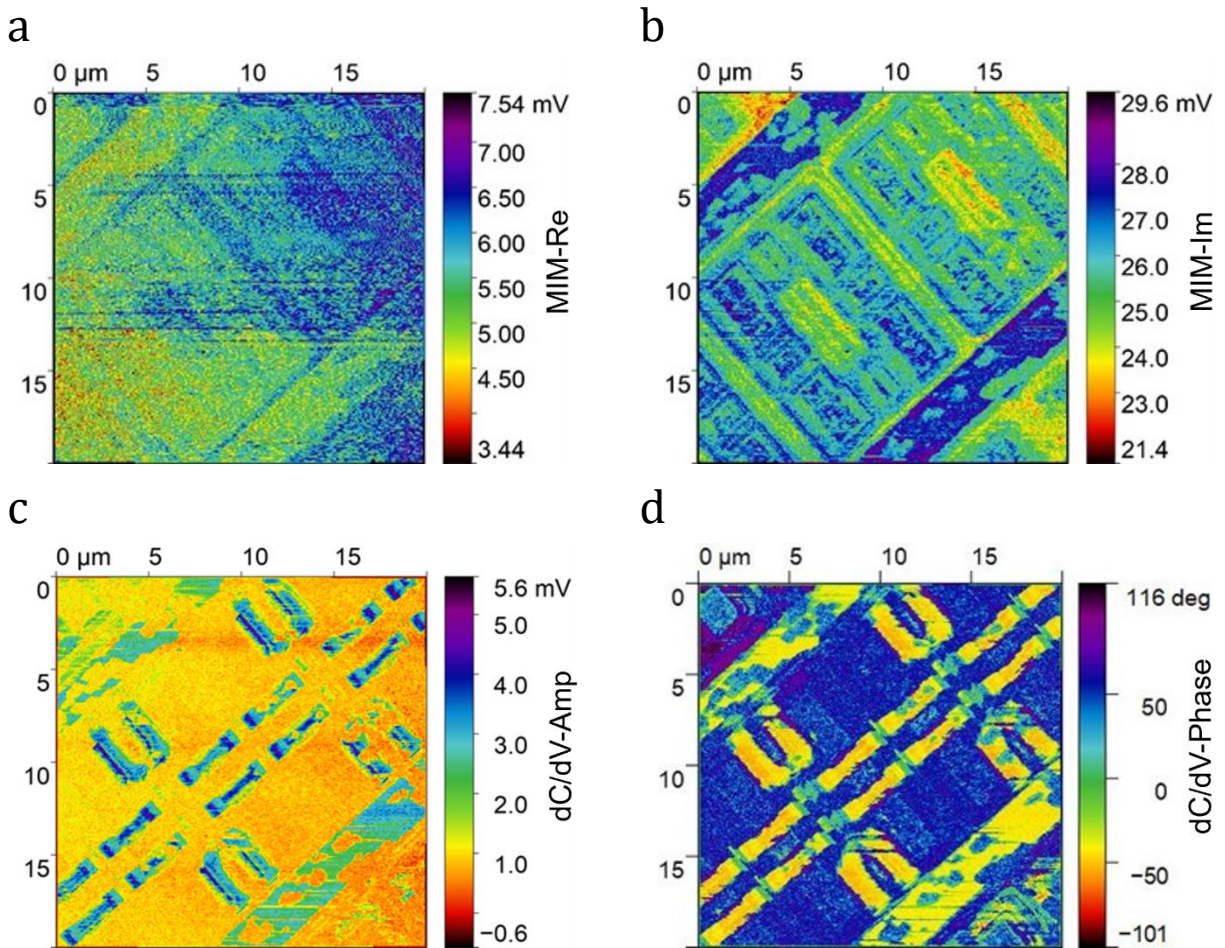 a
0 µm 5 10 15
0
5
10
15
7.54 mV
7.00
6.50
6.00
5.50
5.00
4.50
3.44
MIM-Re
b
0 µm 5 10 15
0
5
10
15
29.6 mV
28.0
27.0
26.0
25.0
24.0
23.0
21.4
MIM-Im
c
0 µm 5 10 15
0
5
10
15
5.6 mV
5.0
4.0
3.0
2.0
1.0
−0.6
dC/dV-Amp
d
0 µm 5 10 15
0
5
10
15
116 deg
50
0
−50
−101
dC/dV-Phase